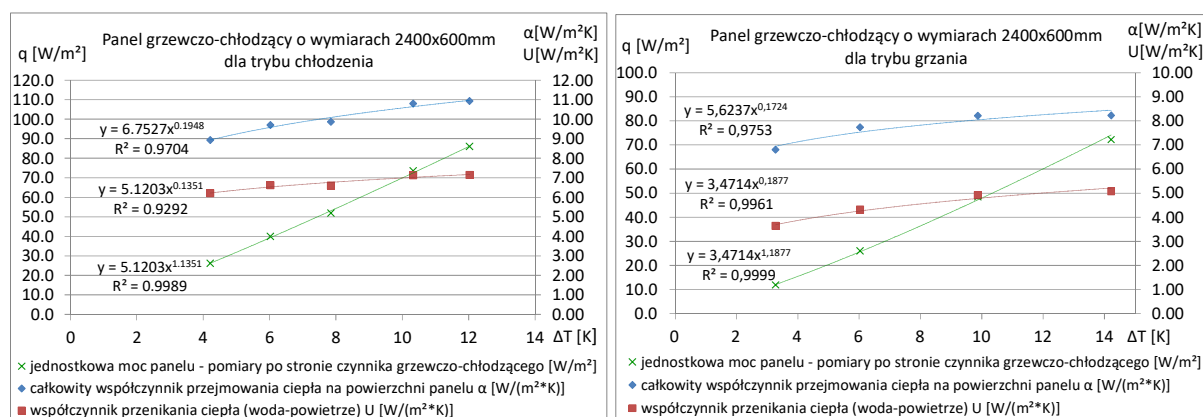 Panel grzewczo-chłodzący o wymiarach 2400x600mm
dla trybu chłodzenia
q [W/m²]
α[W/m²K]
U[W/m²K]
120.0
110.0
100.0
90.0
80.0
70.0
60.0
50.0
40.0
30.0
20.0
10.0
0.0
12.00
11.00
10.00
9.00
8.00
7.00
6.00
5.00
4.00
3.00
2.00
1.00
0.00
y = 6.7527x^0.1948
R² = 0.9704
y = 5.1203x^0.1351
R² = 0.9292
y = 5.1203x^1.1351
R² = 0.9989
0 2 4 6 8 10 12 14
ΔT [K]
jednostkowa moc panelu - pomiary po stronie czynnika grzewczo-chłodzącego [W/m²]
całkowity współczynnik przejmowania ciepła na powierzchni panelu α [W/(m²*K)]
współczynnik przenikania ciepła (woda-powietrze) U [W/(m²*K)]
Panel grzewczo-chłodzący o wymiarach 2400x600mm
dla trybu grzania
q [W/m²]
α[W/m²K]
U[W/m²K]
100.0
90.0
80.0
70.0
60.0
50.0
40.0
30.0
20.0
10.0
0.0
10.00
9.00
8.00
7.00
6.00
5.00
4.00
3.00
2.00
1.00
0.00
y = 5,6237x^0,1724
R² = 0,9753
y = 3,4714x^0,1877
R² = 0,9961
y = 3,4714x^1,1877
R² = 0,9999
0 2 4 6 8 10 12 14
ΔT [K]
jednostkowa moc panelu - pomiary po stronie czynnika grzewczo-chłodzącego [W/m²]
całkowity współczynnik przejmowania ciepła na powierzchni panelu α [W/(m²*K)]
współczynnik przenikania ciepła (woda-powietrze) U [W/(m²*K)]